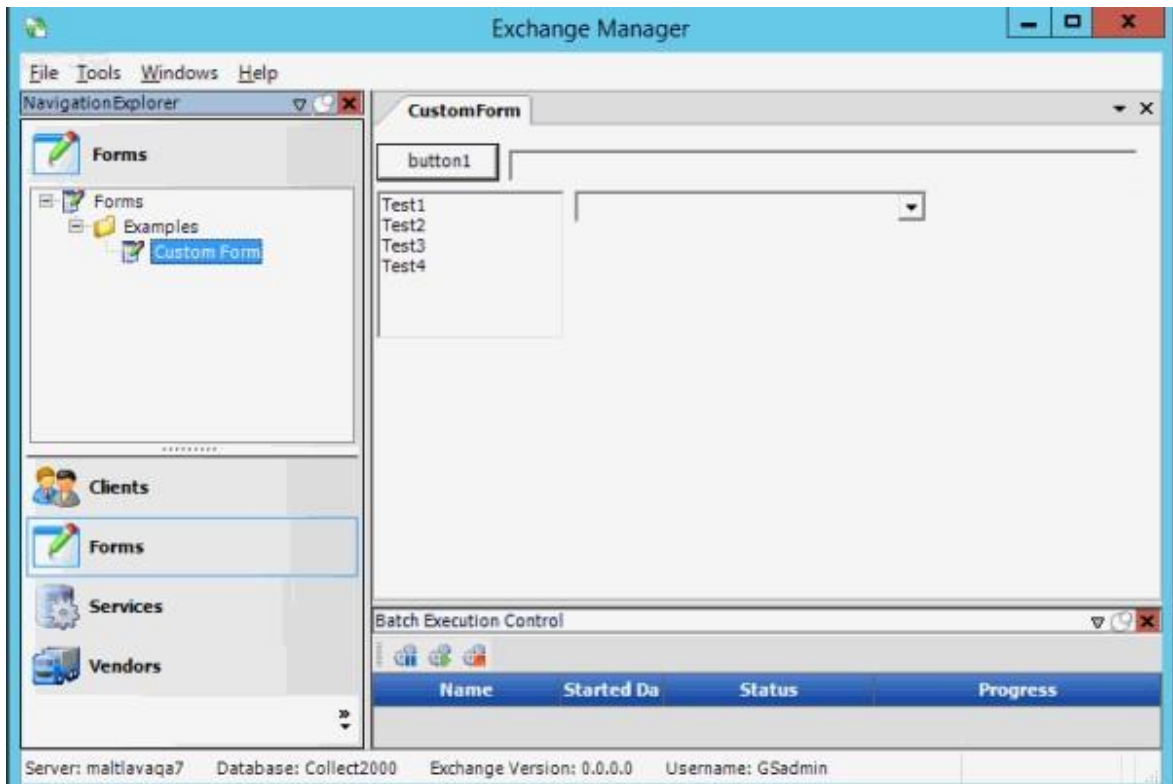 Exchange Manager
File Tools Windows Help
NavigationExplorer
Forms
Forms
Examples
Custom Form
Clients
Forms
Services
Vendors
CustomForm
button1
Test1
Test2
Test3
Test4
Batch Execution Control
Name Started Da Status Progress
Server: maltlavaqa7 Database: Collect2000 Exchange Version: 0.0.0.0 Username: GSadmin